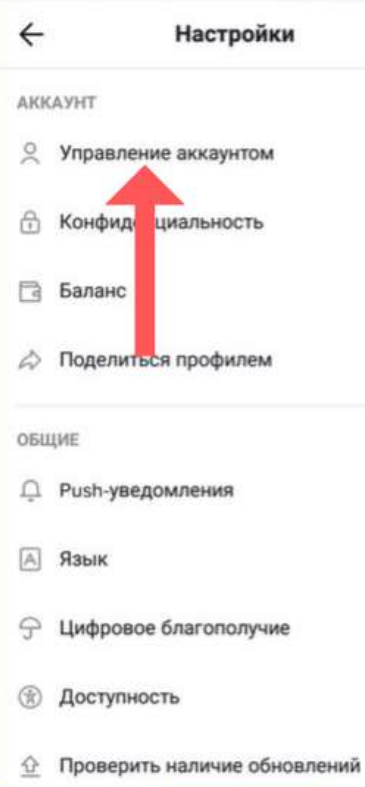 Настройки
АККАУНТ
Управление аккаунтом
Конфиденциальность
Баланс
Поделиться профилем
ОБЩИЕ
Push-уведомления
Язык
Цифровое благополучие
Доступность
Проверить наличие обновлений